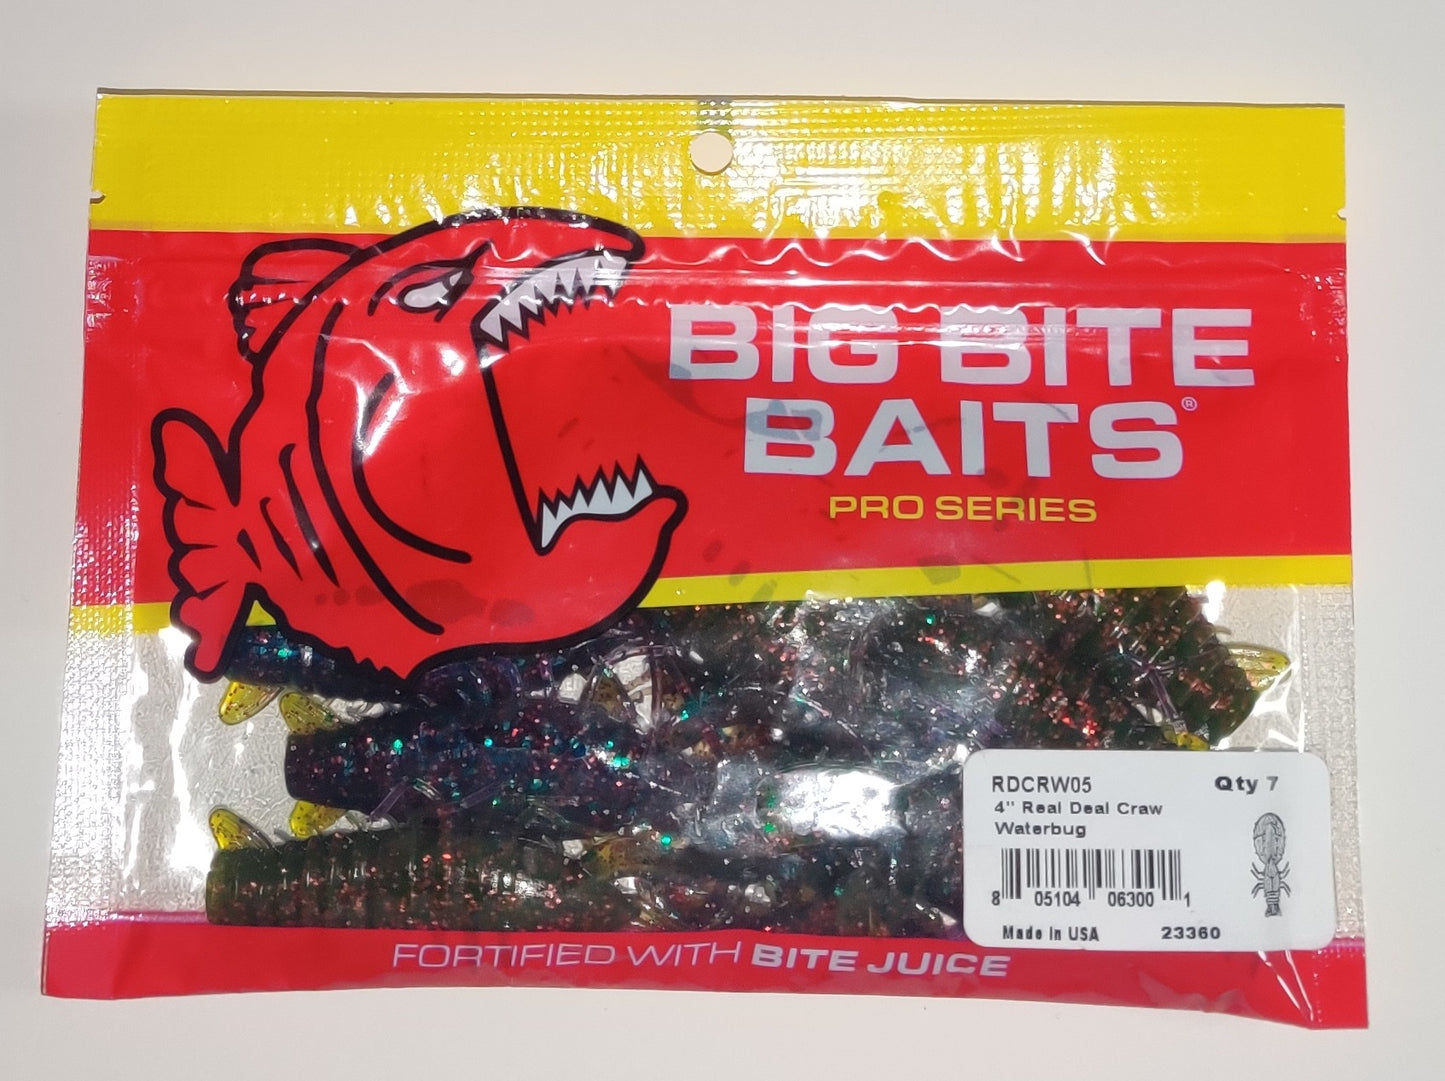 BIG BITE
BAITS®
PRO SERIES
RDCRW05 Qty 7
4" Real Deal Craw
Waterbug
8 05104 06300 1
Made in USA 23360
FORTIFIED WITH BITE JUICE